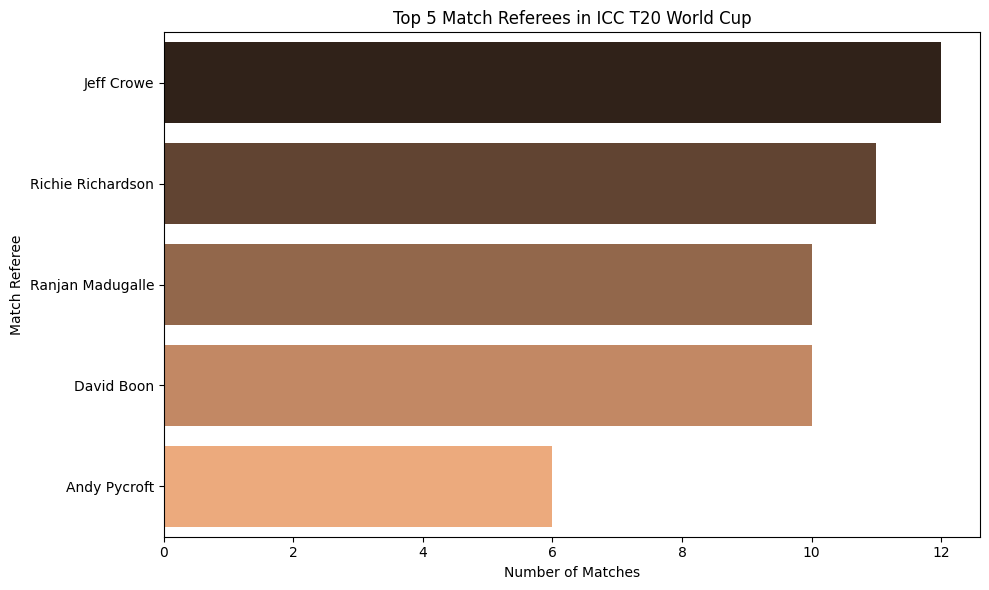 Top 5 Match Referees in ICC T20 World Cup
Match Referee
Jeff Crowe
Richie Richardson
Ranjan Madugalle
David Boon
Andy Pycroft
0 2 4 6 8 10 12
Number of Matches